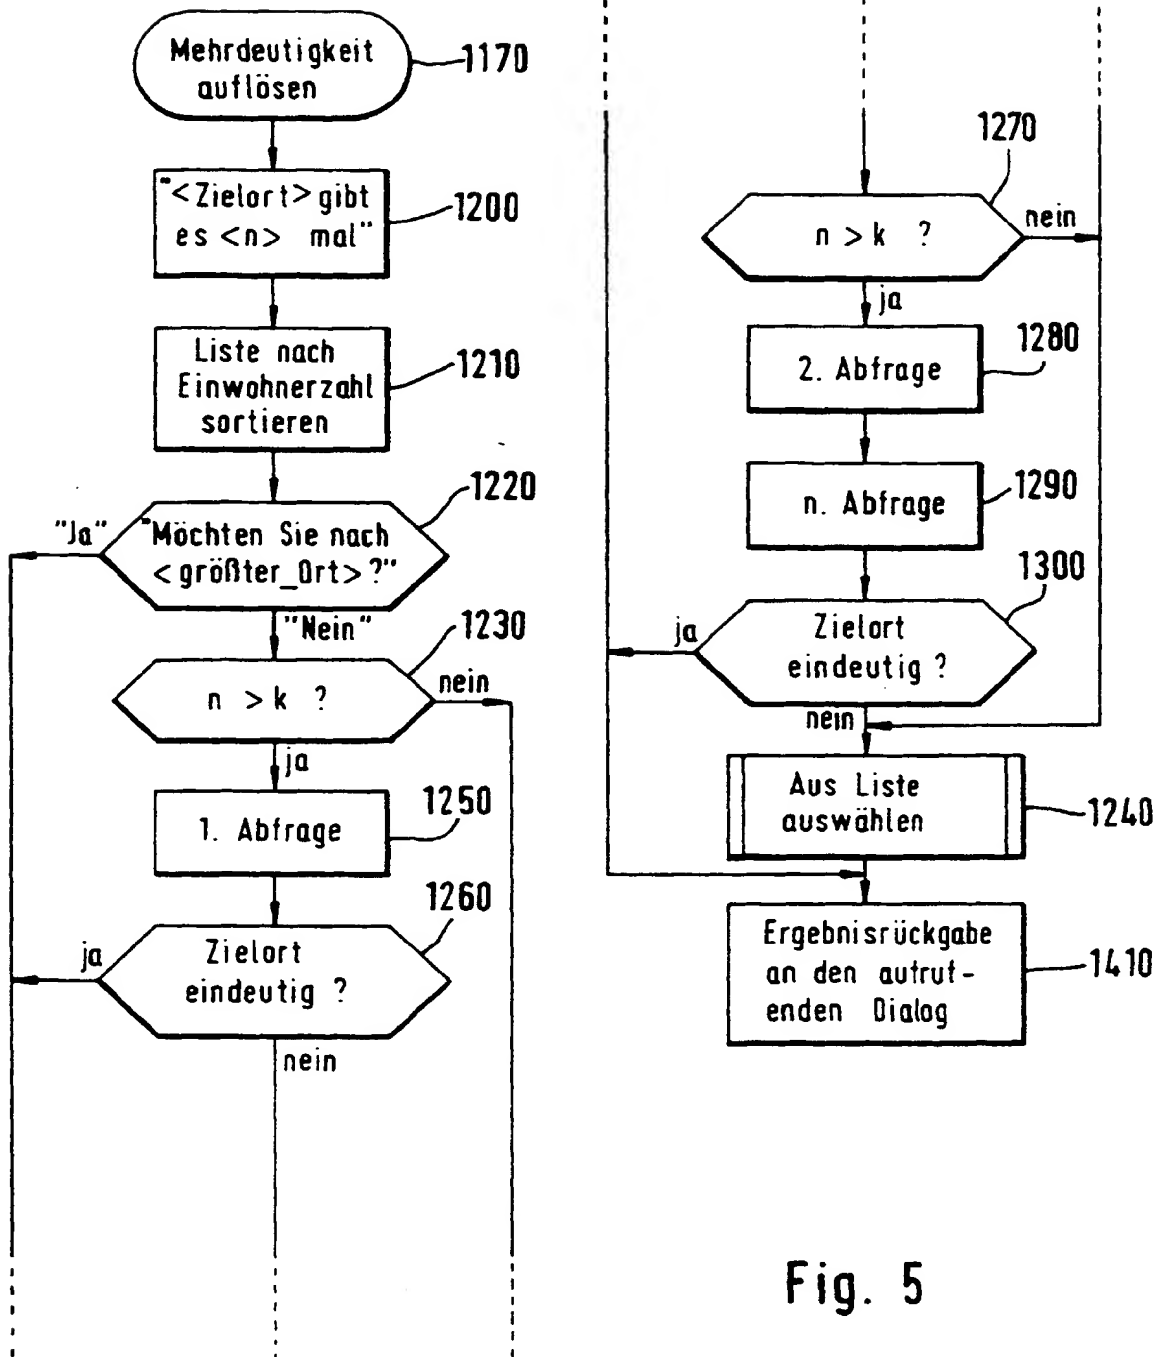 Mehrdeutigkeit
auflösen
1170
"<Zielort> gibt
es <n> mal"
1200
Liste nach
Einwohnerzahl
sortieren
1210
"Möchten Sie nach
<größter_Ort>?"
1220
"Ja"
"Nein"
n > k ?
1230
nein
ja
1. Abfrage
1250
Zielort
eindeutig ?
1260
ja
nein
n > k ?
1270
nein
ja
2. Abfrage
1280
n. Abfrage
1290
Zielort
eindeutig ?
1300
ja
nein
Aus Liste
auswählen
1240
Ergebnisrückgabe
an den aufruf-
enden Dialog
1410
Fig. 5